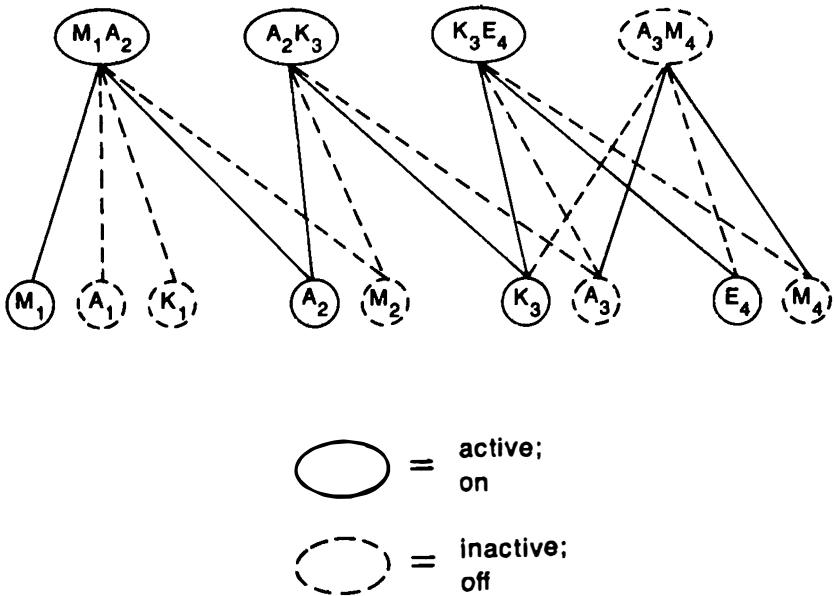 M₁A₂ A₂K₃ K₃E₄ A₃M₄
M₁ A₁ K₁ A₂ M₂ K₃ A₃ E₄ M₄
= active;
on
= inactive;
off